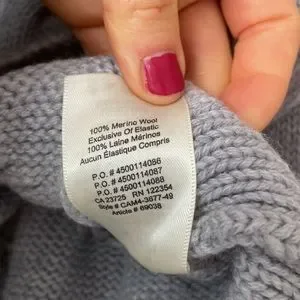 100% Merino Wool
Exclusive Of Elastic
100% Laine Mérinos
Aucun Élastique Compris
P.O. # 4500114086
P.O. # 4500114087
P.O. # 4500114088
CA 23725 RN 122354
Style # CAM4-3677-49
Article # 69038